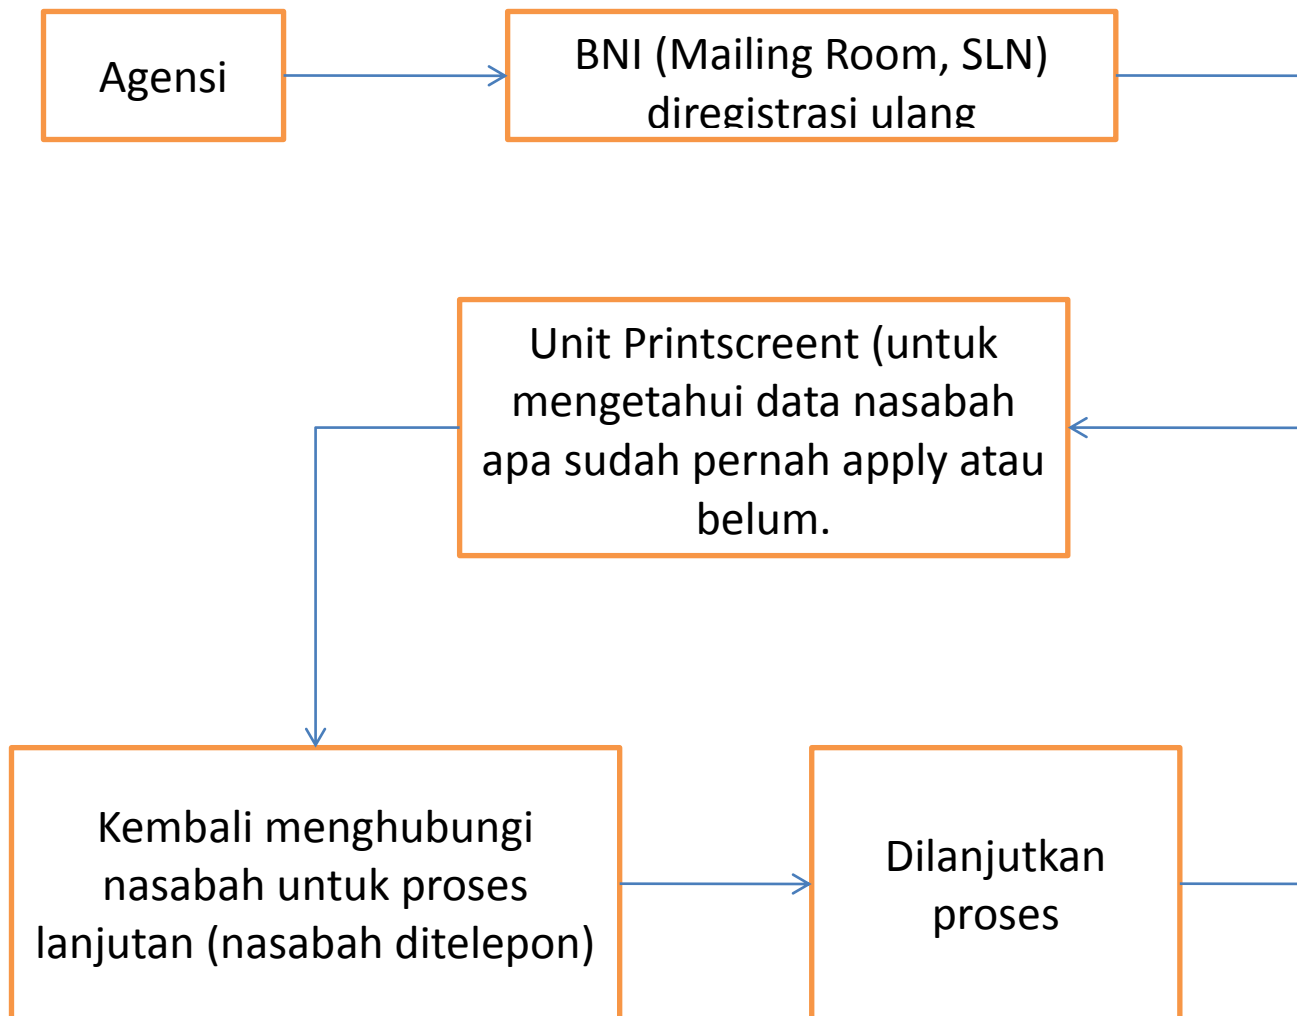 Agensi
BNI (Mailing Room, SLN)
diregistrasi ulang
Unit Printscreent (untuk
mengetahui data nasabah
apa sudah pernah apply atau
belum.
Kembali menghubungi
nasabah untuk proses
lanjutan (nasabah ditelepon)
Dilanjutkan
proses